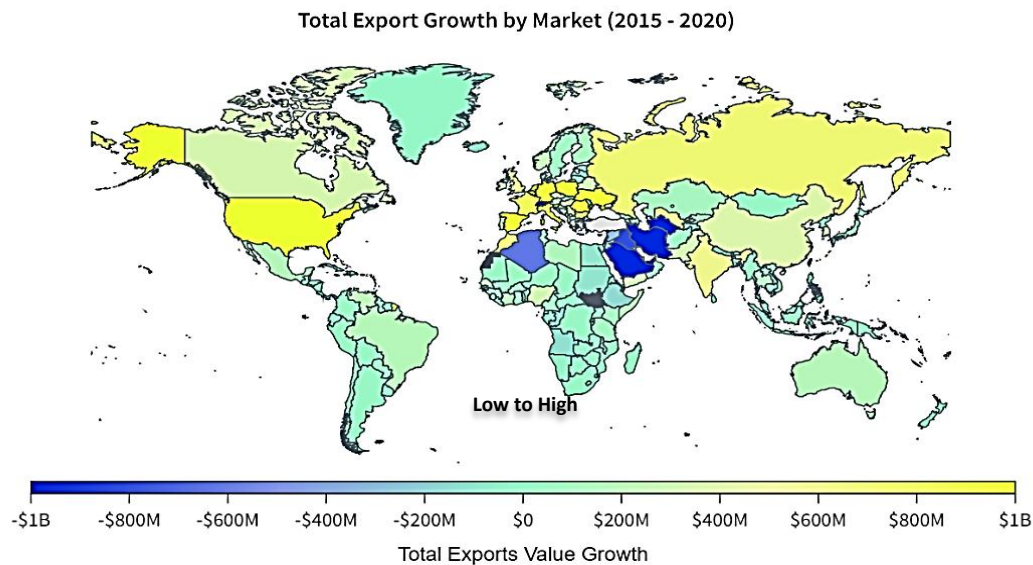 Total Export Growth by Market (2015 - 2020)
Low to High
-$1B -$800M -$600M -$400M -$200M $0 $200M $400M $600M $800M $1B
Total Exports Value Growth